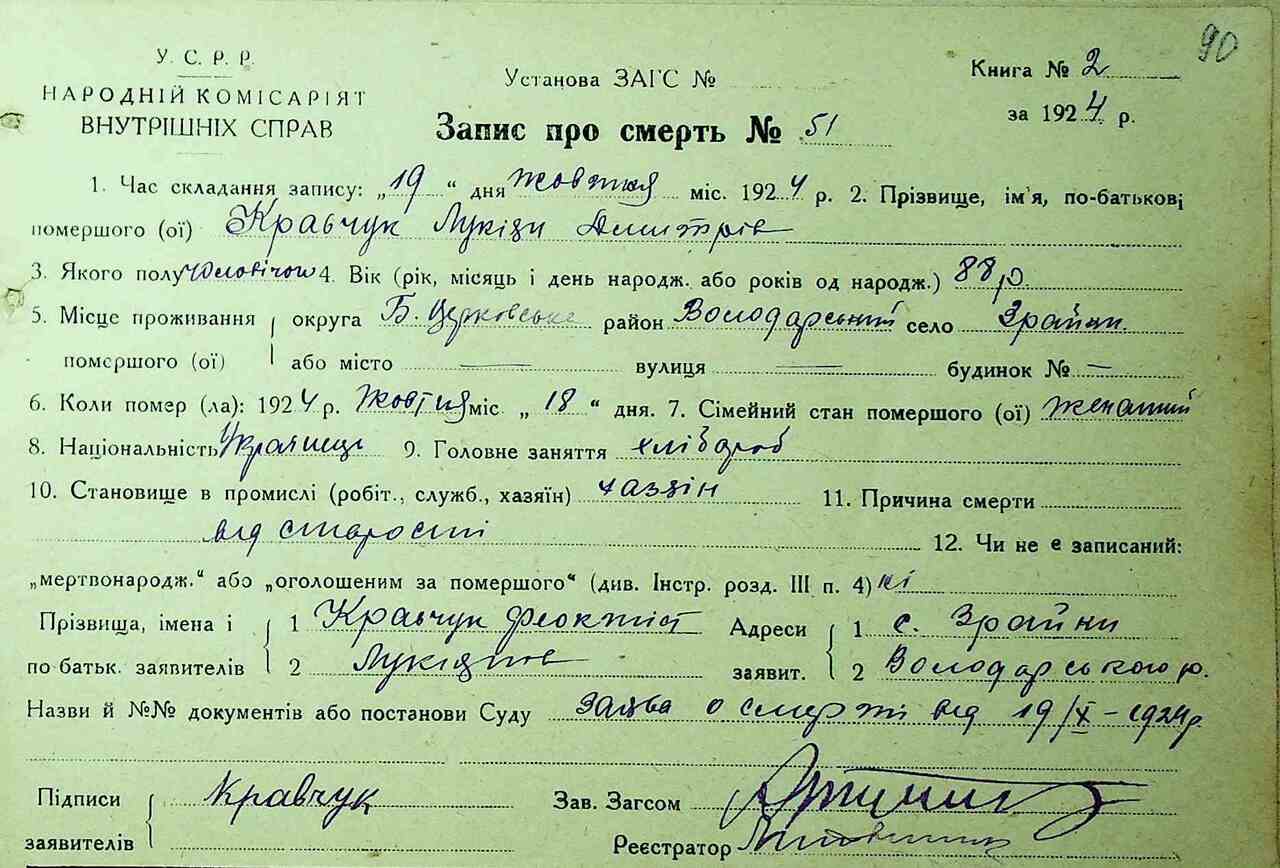 90
У. С. Р. Р.
НАРОДНІЙ КОМІСАРІЯТ
ВНУТРІШНІХ СПРАВ
Установа ЗАГС №
Книга № 2
за 1924 р.
Запис про смерть № 51
1. Час складання запису: „19“ дня жовтня міс. 1924 р. 2. Прізвище, ім'я, по-батькові
помершого (ої) Кравчук Лукіян Дмитрів
3. Якого полу чоловічого 4. Вік (рік, місяць і день народж. або років од народж.) 88 р.
5. Місце проживання округа Б. Церковська район Володарський село Зрайки.
помершого (ої) або місто — вулиця — будинок № —
6. Коли помер (ла): 1924 р. жовтня міс „18“ дня. 7. Сімейний стан помершого (ої) женатий
8. Національність Украинець 9. Головне заняття хлібороб
10. Становище в промислі (робіт., служб., хазяїн) хазяін 11. Причина смерти
від старости 12. Чи не є записаний:
„мертвонародж.“ або „оголошеним за помершого“ (див. Інстр. розд. III п. 4) ні
Прізвища, імена і 1 Кравчук Феоктист Адреси 1 с. Зрайки
по батьк. заявителів 2 Лукіянов заявит. 2 Володарського р.
Назви й №№ документів або постанови Суду заява о смерті від 19/X–1924р.
Підписи Кравчук Зав. Загсом
заявителів Реєстратор